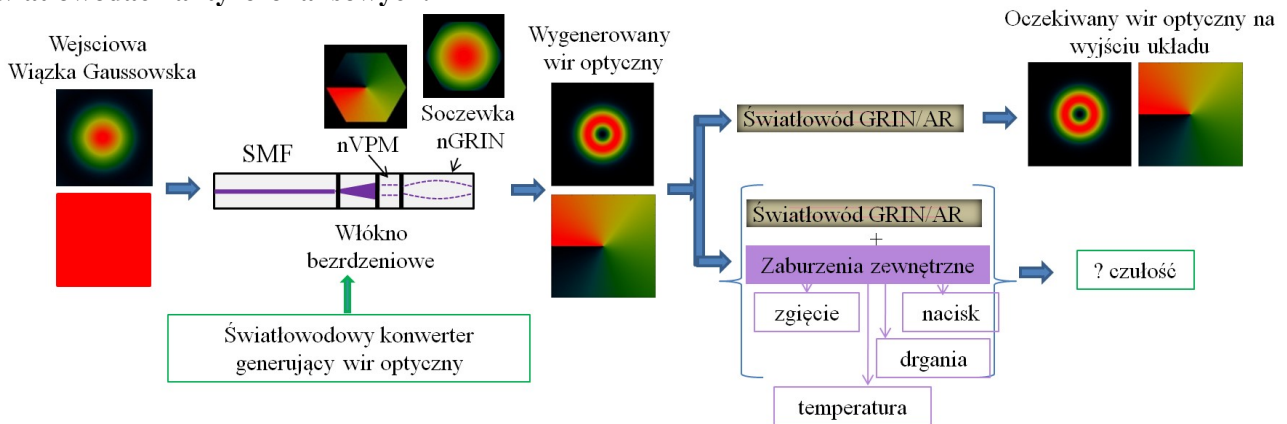 Wejsciowa
Wiązka Gaussowska
SMF
nVPM
Soczewka
nGRIN
Włókno
bezrdzeniowe
Światłowodowy konwerter
generujący wir optyczny
Wygenerowany
wir optyczny
Światłowód GRIN/AR
Oczekiwany wir optyczny na
wyjściu układu
Światłowód GRIN/AR
+
Zaburzenia zewnętrzne
zgięcie
nacisk
drgania
temperatura
? czułość